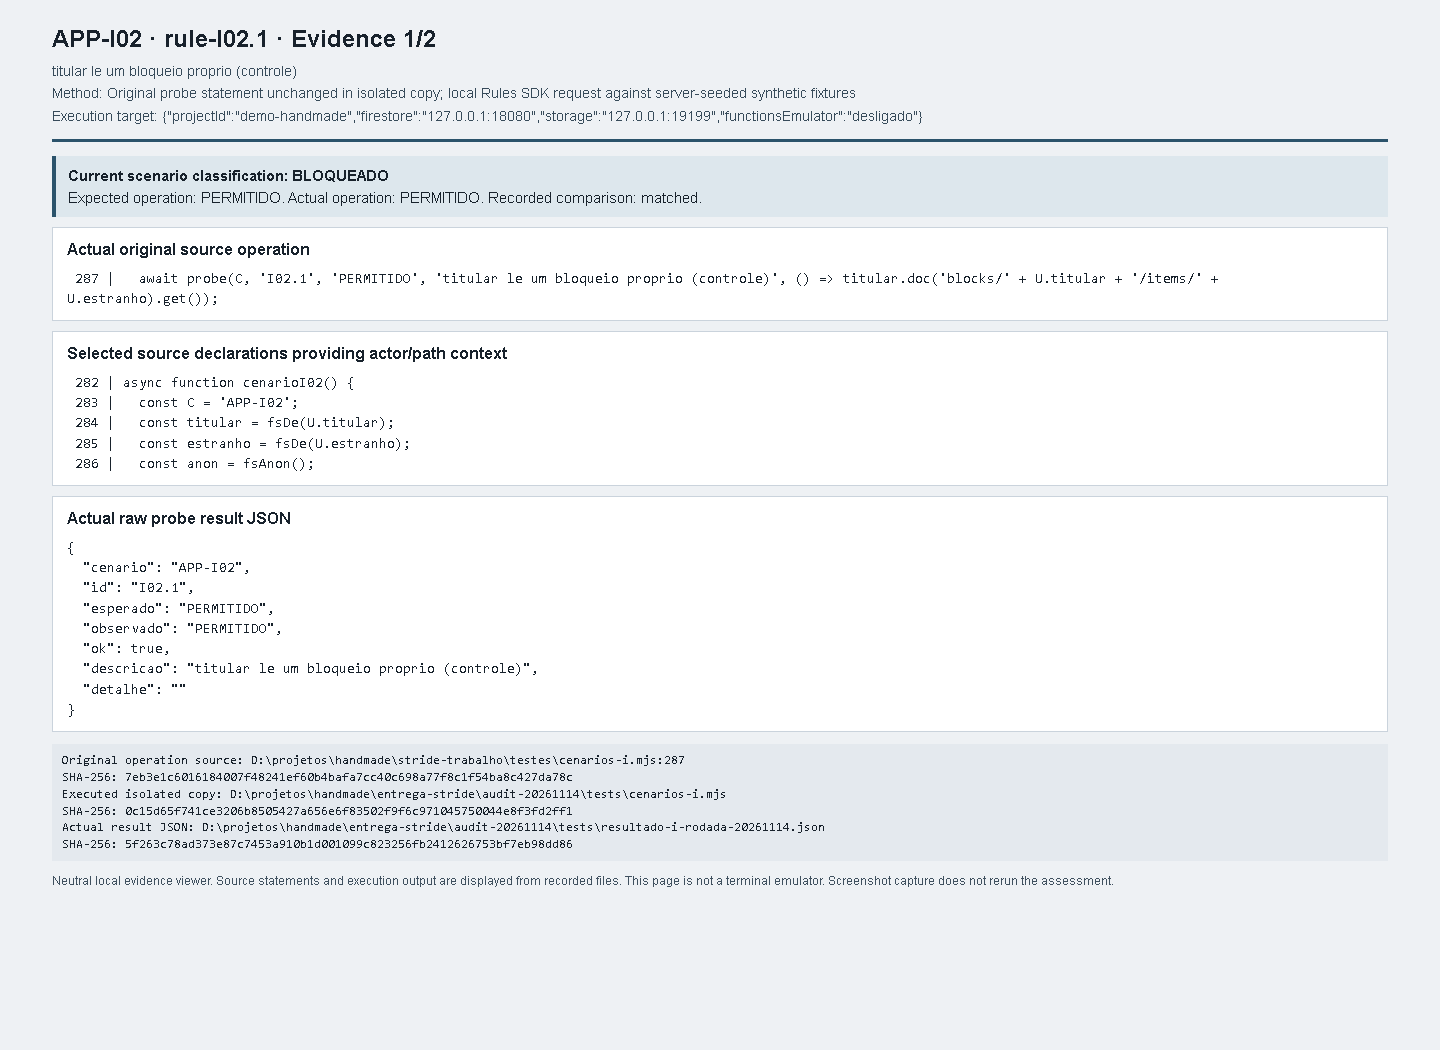 APP-I02 · rule-I02.1 · Evidence 1/2
titular le um bloqueio proprio (controle)
Method: Original probe statement unchanged in isolated copy; local Rules SDK request against server-seeded synthetic fixtures
Execution target: {"projectId":"demo-handmade","firestore":"127.0.0.1:18080","storage":"127.0.0.1:19199","functionsEmulator":"desligado"}
Current scenario classification: BLOQUEADO
Expected operation: PERMITIDO. Actual operation: PERMITIDO. Recorded comparison: matched.
Actual original source operation
287 |   await probe(C, 'I02.1', 'PERMITIDO', 'titular le um bloqueio proprio (controle)', () => titular.doc('blocks/' + U.titular + '/items/' +
U.estranho).get());
Selected source declarations providing actor/path context
282 | async function cenarioI02() {
283 |   const C = 'APP-I02';
284 |   const titular = fsDe(U.titular);
285 |   const estranho = fsDe(U.estranho);
286 |   const anon = fsAnon();
Actual raw probe result JSON
{
  "cenario": "APP-I02",
  "id": "I02.1",
  "esperado": "PERMITIDO",
  "observado": "PERMITIDO",
  "ok": true,
  "descricao": "titular le um bloqueio proprio (controle)",
  "detalhe": ""
}
Original operation source: D:\projetos\handmade\stride-trabalho\testes\cenarios-i.mjs:287
SHA-256: 7eb3e1c6016184007f48241ef60b4bafa7cc40c698a77f8c1f54ba8c427da78c
Executed isolated copy: D:\projetos\handmade\entrega-stride\audit-20261114\tests\cenarios-i.mjs
SHA-256: 0c15d65f741ce3206b8505427a656e6f83502f9f6c971045750044e8f3fd2ff1
Actual result JSON: D:\projetos\handmade\entrega-stride\audit-20261114\tests\resultado-i-rodada-20261114.json
SHA-256: 5f263c78ad373e87c7453a910b1d001099c823256fb2412626753bf7eb98dd86
Neutral local evidence viewer. Source statements and execution output are displayed from recorded files. This page is not a terminal emulator. Screenshot capture does not rerun the assessment.